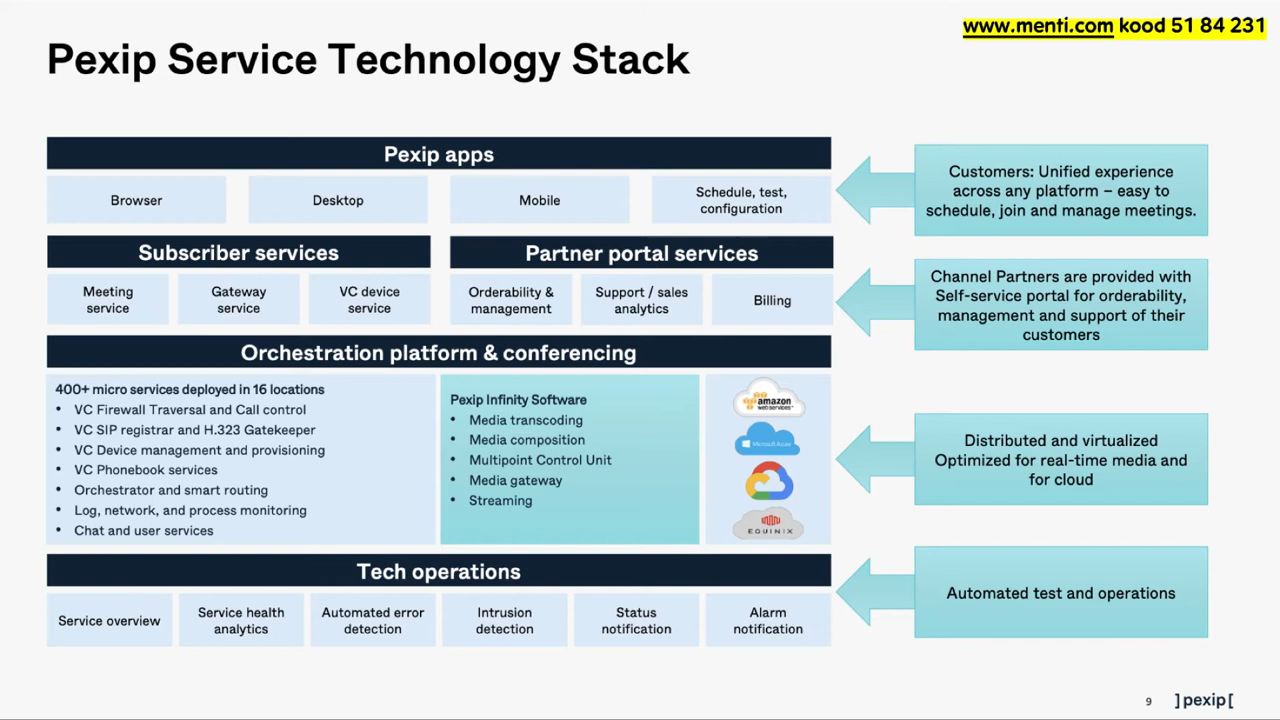 www.menti.com kood 51 84 231
Pexip Service Technology Stack
Pexip apps
Browser
Desktop
Mobile
Schedule, test,
configuration
Customers: Unified experience
across any platform – easy to
schedule, join and manage meetings.
Subscriber services
Partner portal services
Meeting
service
Gateway
service
VC device
service
Orderability &
management
Support / sales
analytics
Billing
Channel Partners are provided with
Self-service portal for orderability,
management and support of their
customers
Orchestration platform & conferencing
400+ micro services deployed in 16 locations
• VC Firewall Traversal and Call control
• VC SIP registrar and H.323 Gatekeeper
• VC Device management and provisioning
• VC Phonebook services
• Orchestrator and smart routing
• Log, network, and process monitoring
• Chat and user services
Pexip Infinity Software
• Media transcoding
• Media composition
• Multipoint Control Unit
• Media gateway
• Streaming
amazon
web services™
Microsoft Azure
EQUINIX
Distributed and virtualized
Optimized for real-time media and
for cloud
Tech operations
Service overview
Service health
analytics
Automated error
detection
Intrusion
detection
Status
notification
Alarm
notification
Automated test and operations
9
]pexip[